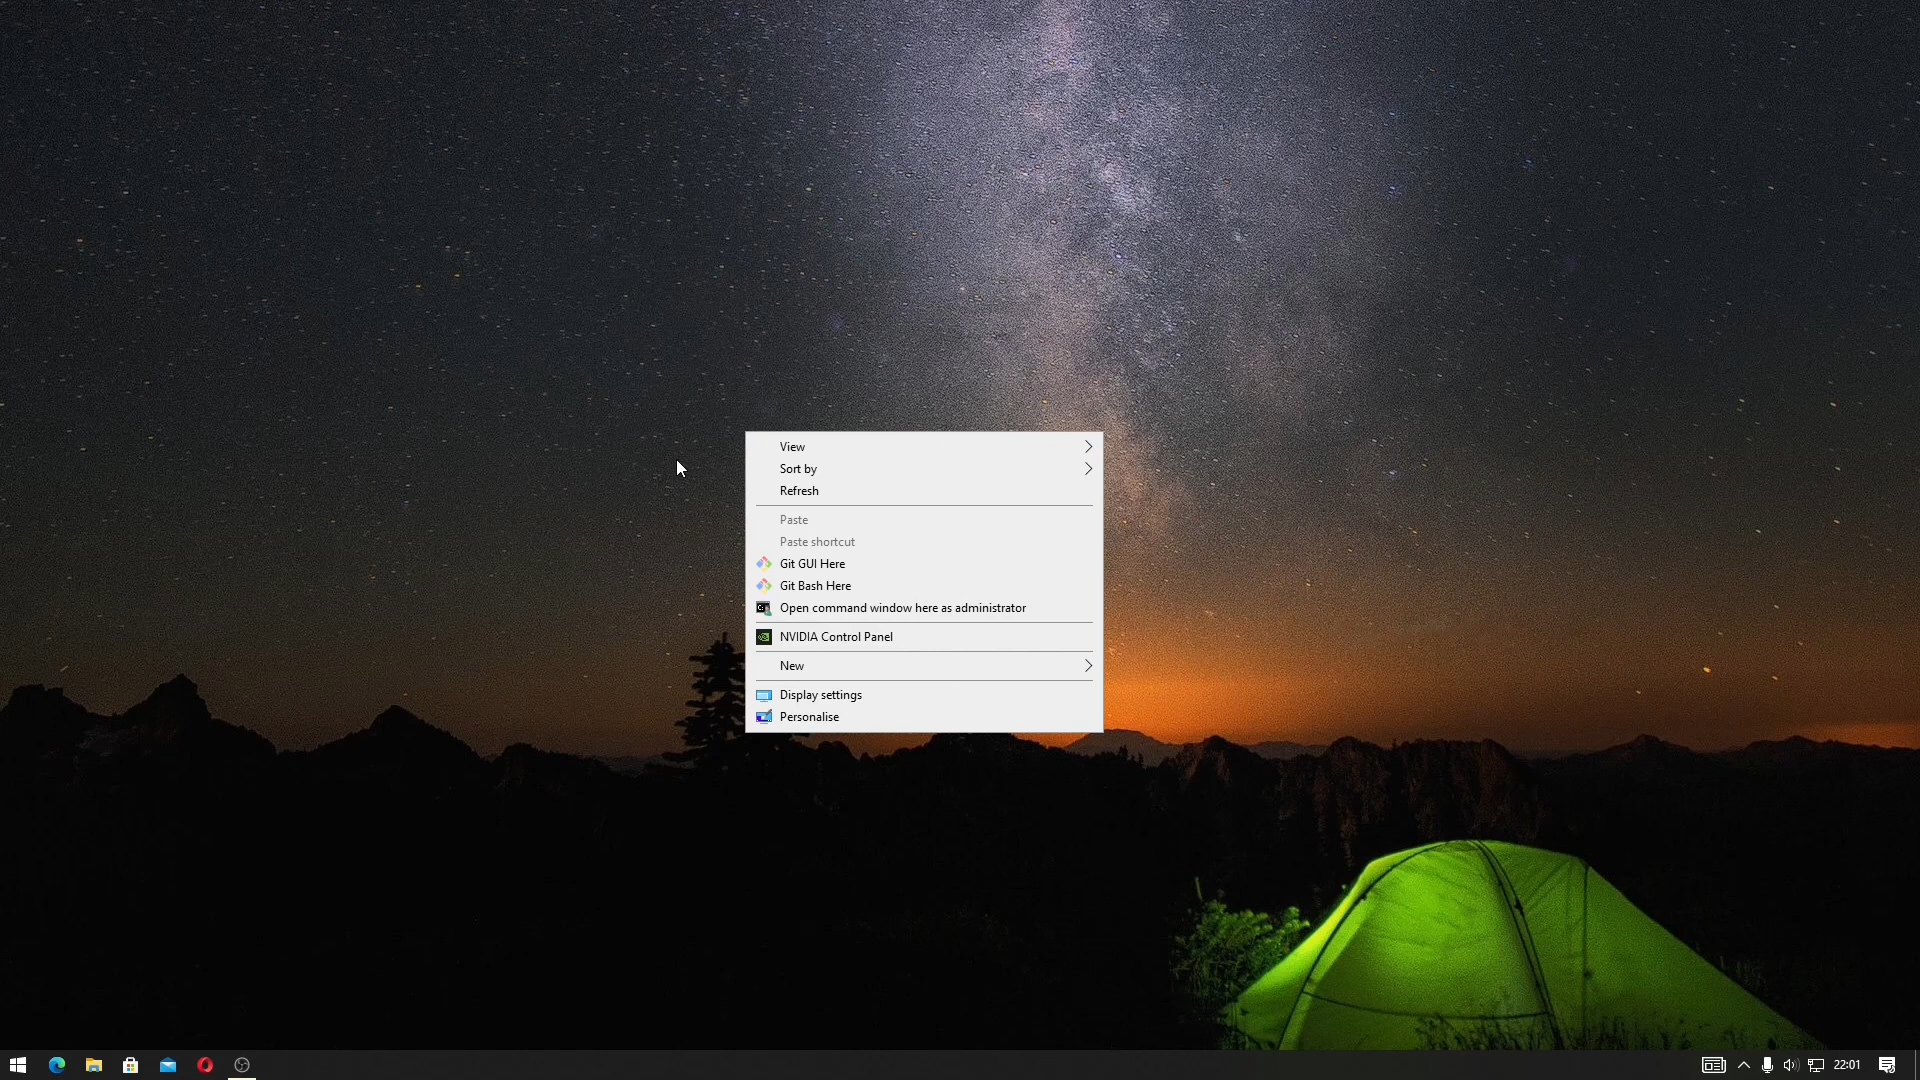 View
Sort by
Refresh
Paste
Paste shortcut
Git GUI Here
Git Bash Here
Open command window here as administrator
NVIDIA Control Panel
New
Display settings
Personalise
22:01